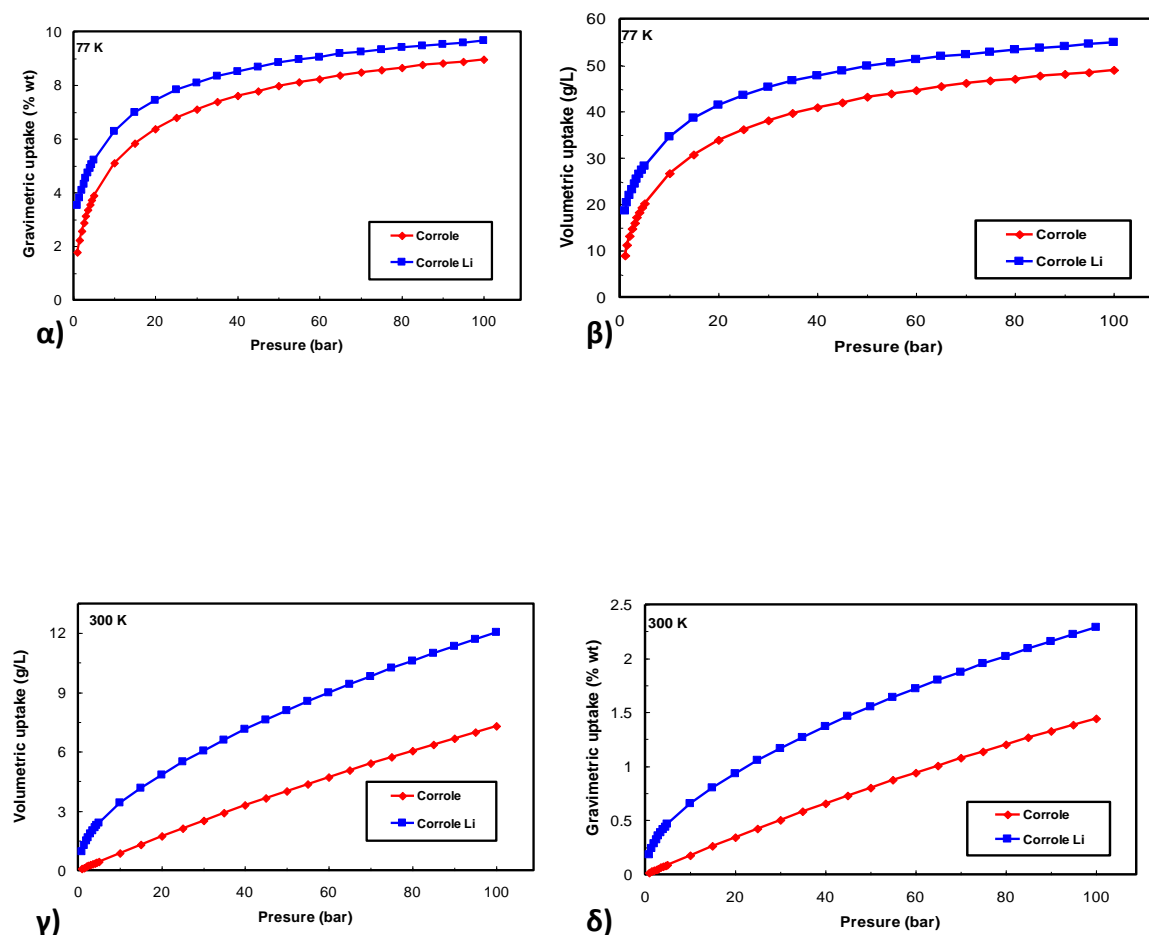 77 K
Gravimetric uptake (% wt)
10
8
6
4
2
0
0 20 40 60 80 100
Presure (bar)
Corrole
Corrole Li
α)
77 K
Volumetric uptake (g/L)
60
50
40
30
20
10
0
0 20 40 60 80 100
Presure (bar)
Corrole
Corrole Li
β)
300 K
Volumetric uptake (g/L)
12
9
6
3
0
0 20 40 60 80 100
Presure (bar)
Corrole
Corrole Li
γ)
300 K
Gravimetric uptake (% wt)
2.5
2
1.5
1
0.5
0
0 20 40 60 80 100
Presure (bar)
Corrole
Corrole Li
δ)